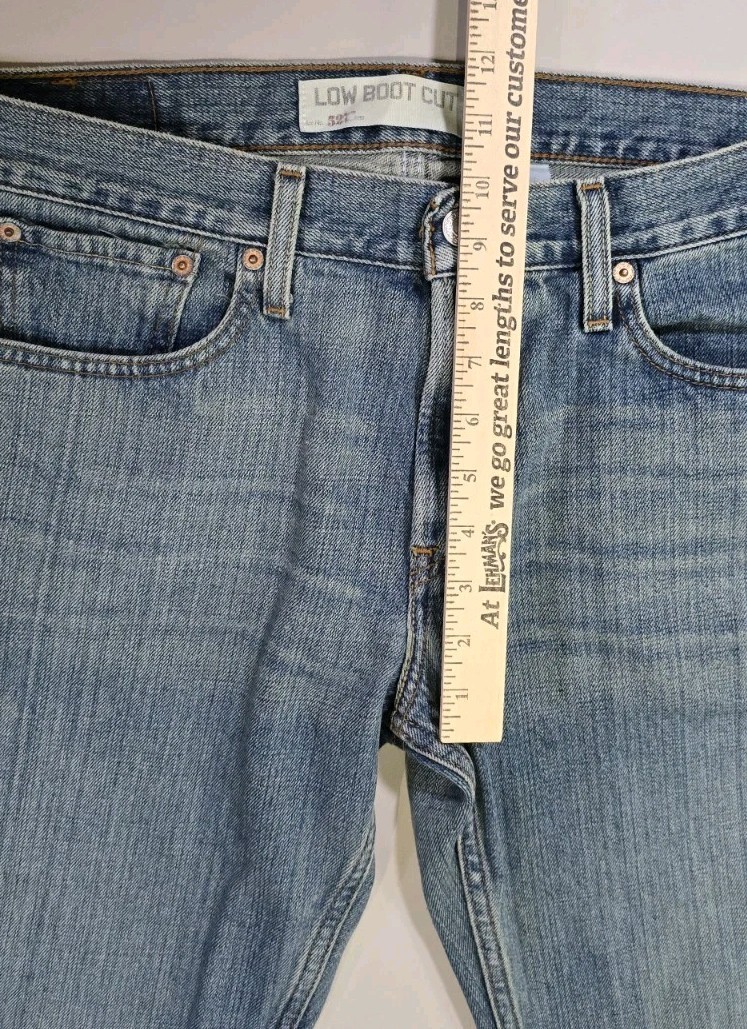 LOW BOOT CUT
527
At LEHMAN'S we go great lengths to serve our custome
1 2 3 4 5 6 7 8 9 10 11 12